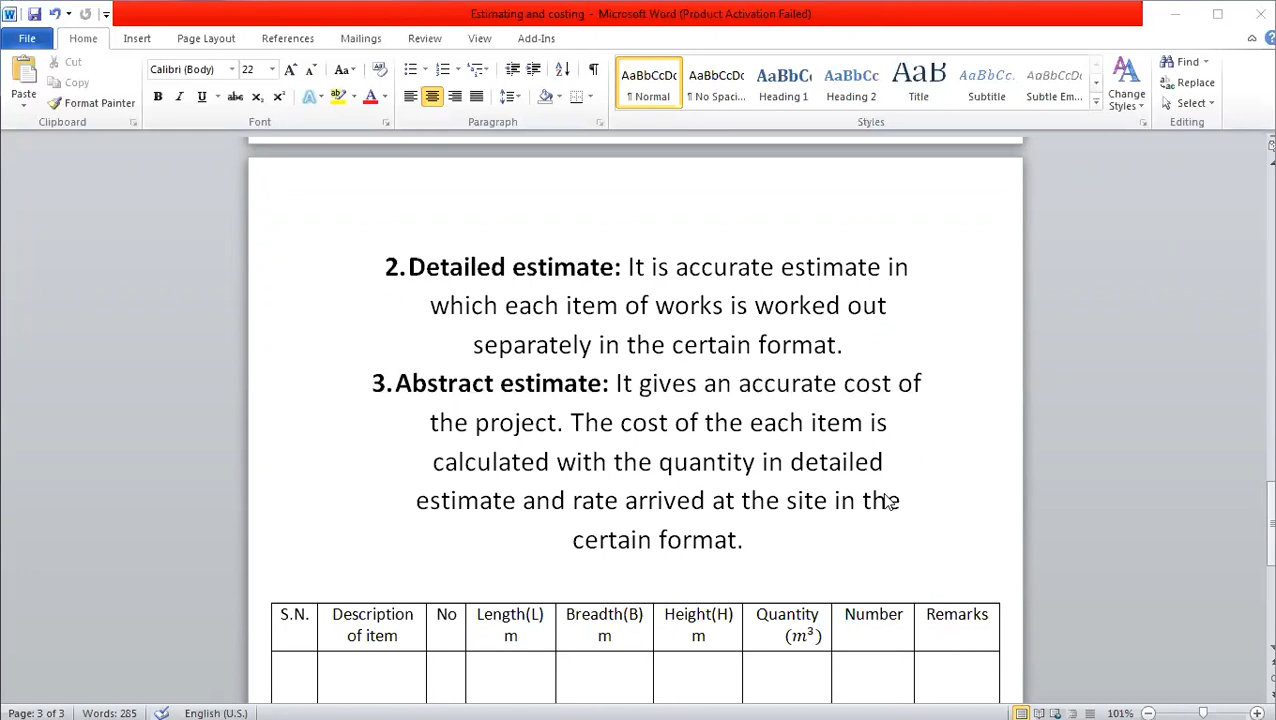 Estimating and costing - Microsoft Word (Product Activation Failed)
File Home Insert Page Layout References Mailings Review View Add-Ins
Paste
Cut
Copy
Format Painter
Clipboard
Calibri (Body) 22
Font
Paragraph
AaBbCcDc AaBbCcDc AaBbC AaBbCc AaB AaBbCc. AaBbCcDc
¶ Normal ¶ No Spaci... Heading 1 Heading 2 Title Subtitle Subtle Em...
Change Styles
Styles
Find
Replace
Select
Editing
2. Detailed estimate: It is accurate estimate in
which each item of works is worked out
separately in the certain format.
3. Abstract estimate: It gives an accurate cost of
the project. The cost of the each item is
calculated with the quantity in detailed
estimate and rate arrived at the site in the
certain format.
S.N. Description of item No Length(L) m Breadth(B) m Height(H) m Quantity (m³) Number Remarks
Page: 3 of 3 Words: 285 English (U.S.) 101%